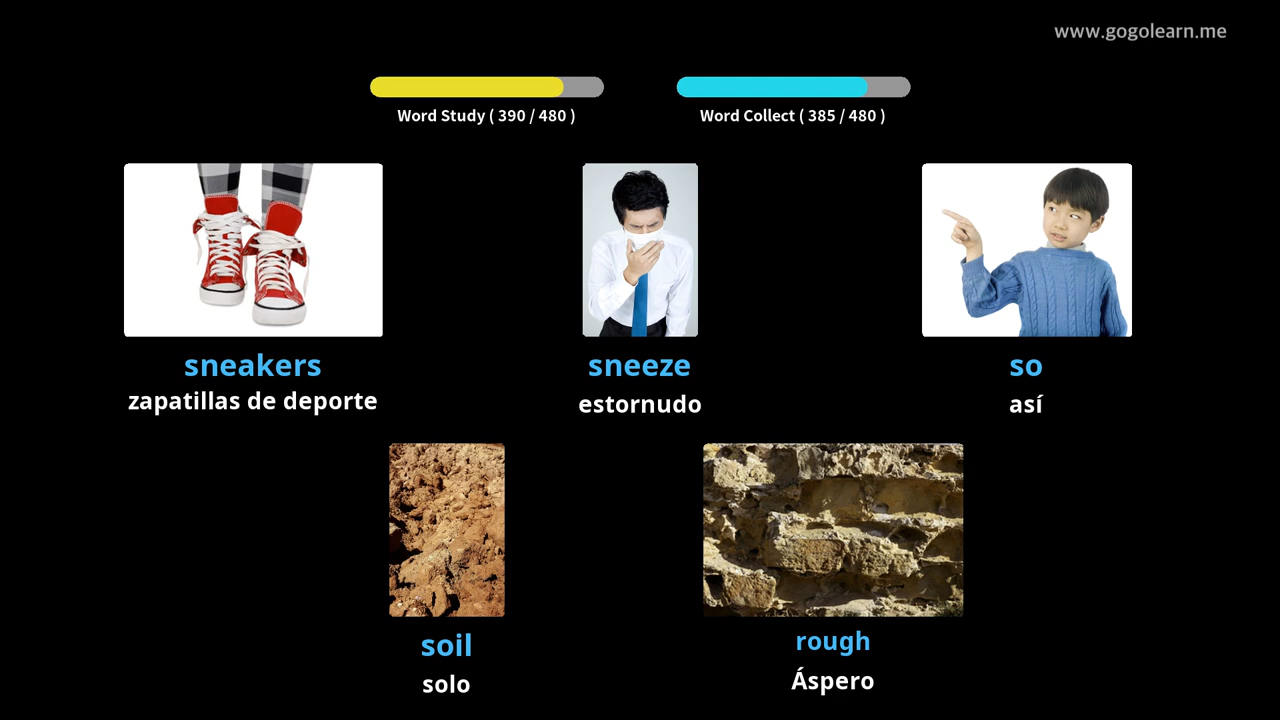 www.gogolearn.me
Word Study ( 390 / 480 )
Word Collect ( 385 / 480 )
sneakers
zapatillas de deporte
sneeze
estornudo
so
así
soil
solo
rough
Áspero